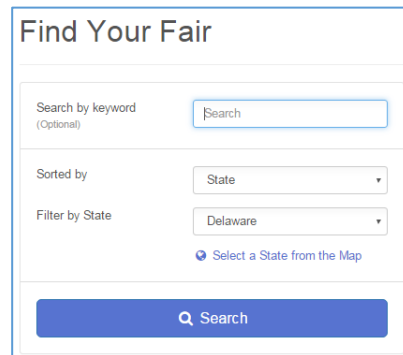 Find Your Fair
Search by keyword
(Optional)
Search
Sorted by
State
Filter by State
Delaware
Select a State from the Map
Search